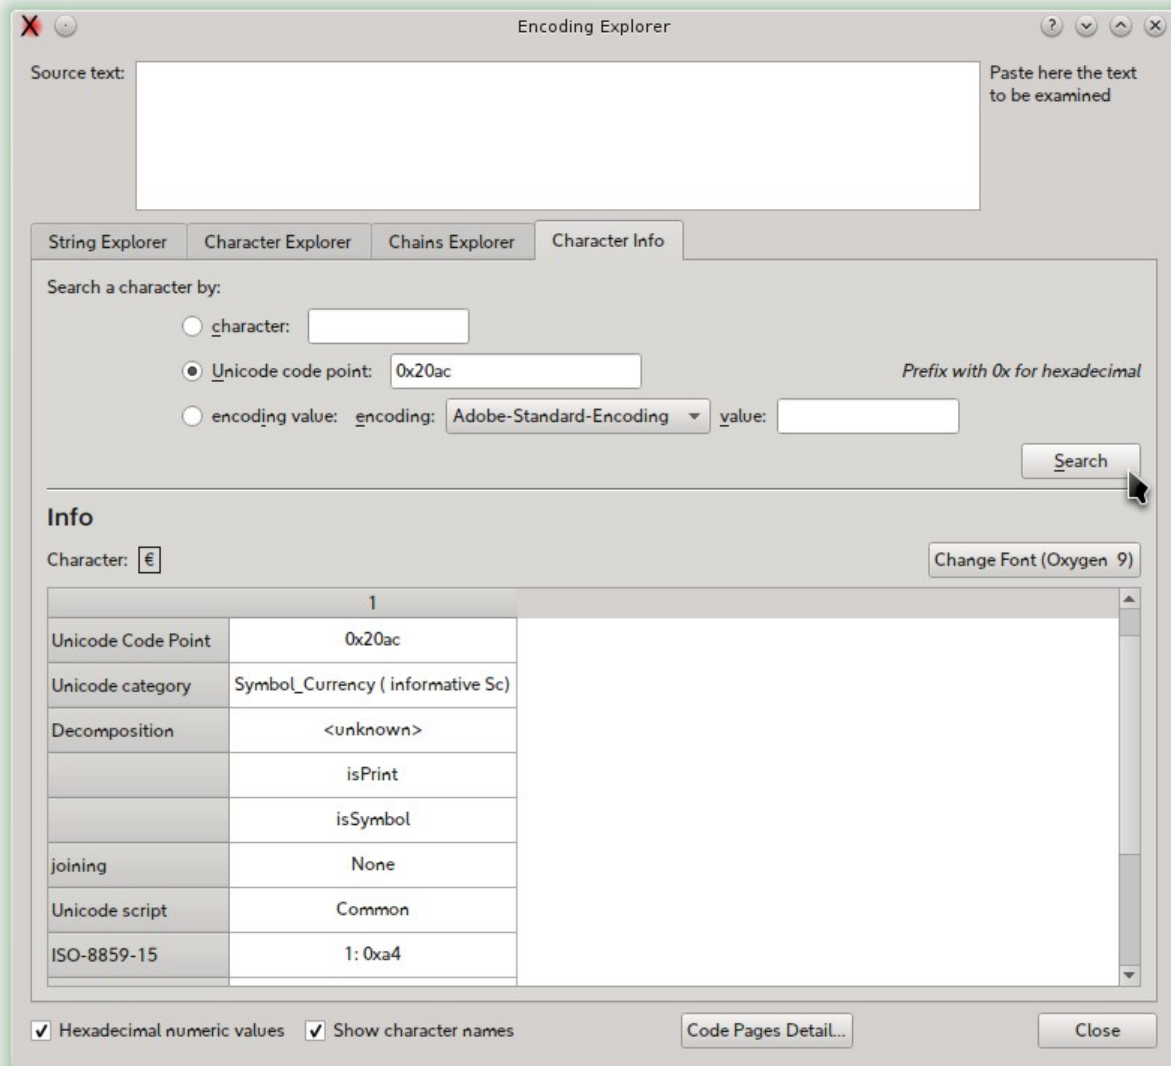 Encoding Explorer
Source text:
Paste here the text
to be examined
String Explorer
Character Explorer
Chains Explorer
Character Info
Search a character by:
character:
Unicode code point: 0x20ac
Prefix with 0x for hexadecimal
encoding value: encoding: Adobe-Standard-Encoding value:
Search
Info
Character: €
Change Font (Oxygen 9)
1
Unicode Code Point 0x20ac
Unicode category Symbol_Currency ( informative Sc)
Decomposition <unknown>
isPrint
isSymbol
joining None
Unicode script Common
ISO-8859-15 1: 0xa4
Hexadecimal numeric values
Show character names
Code Pages Detail...
Close